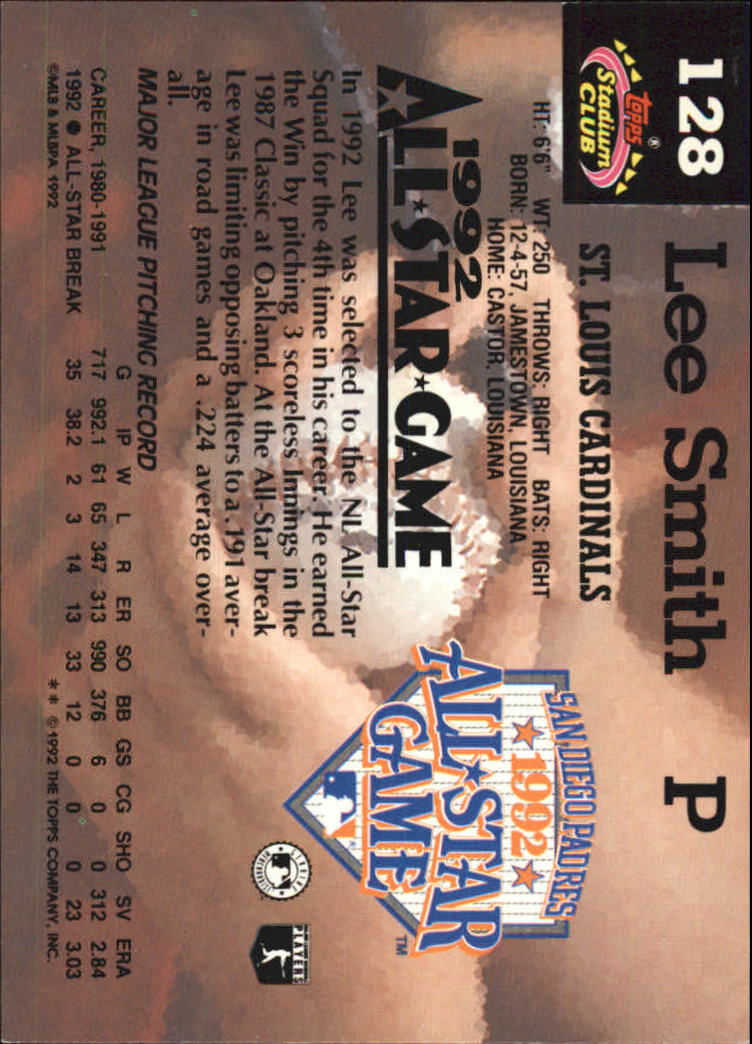 128
Topps®
Stadium
CLUB
Lee Smith P
ST. LOUIS CARDINALS
HT: 6'6" WT: 250 THROWS: RIGHT BATS: RIGHT
BORN: 12-4-57, JAMESTOWN, LOUISIANA
HOME: CASTOR, LOUISIANA
1992
ALL★STAR★GAME
In 1992 Lee was selected to the NL All-Star
Squad for the 4th time in his career. He earned
the Win by pitching 3 scoreless Innings in the
1987 Classic at Oakland. At the All-Star break
Lee was limiting opposing batters to a .191 aver-
age in road games and a .224 average over-
all.
SAN DIEGO PADRES
★1992★
ALL★STAR
GAME
TM
GENUINE
MERCHANDISE
PLAYERS
MAJOR LEAGUE PITCHING RECORD
G IP W L R ER SO BB GS CG SHO SV ERA
CAREER, 1980-1991 717 992.1 61 65 347 313 990 376 6 0 0 312 2.84
1992 ● ALL-STAR BREAK 35 38.2 2 3 14 13 33 12 0 0 0 23 3.03
©MLB & MLBPA 1992 ** ©1992 THE TOPPS COMPANY, INC.